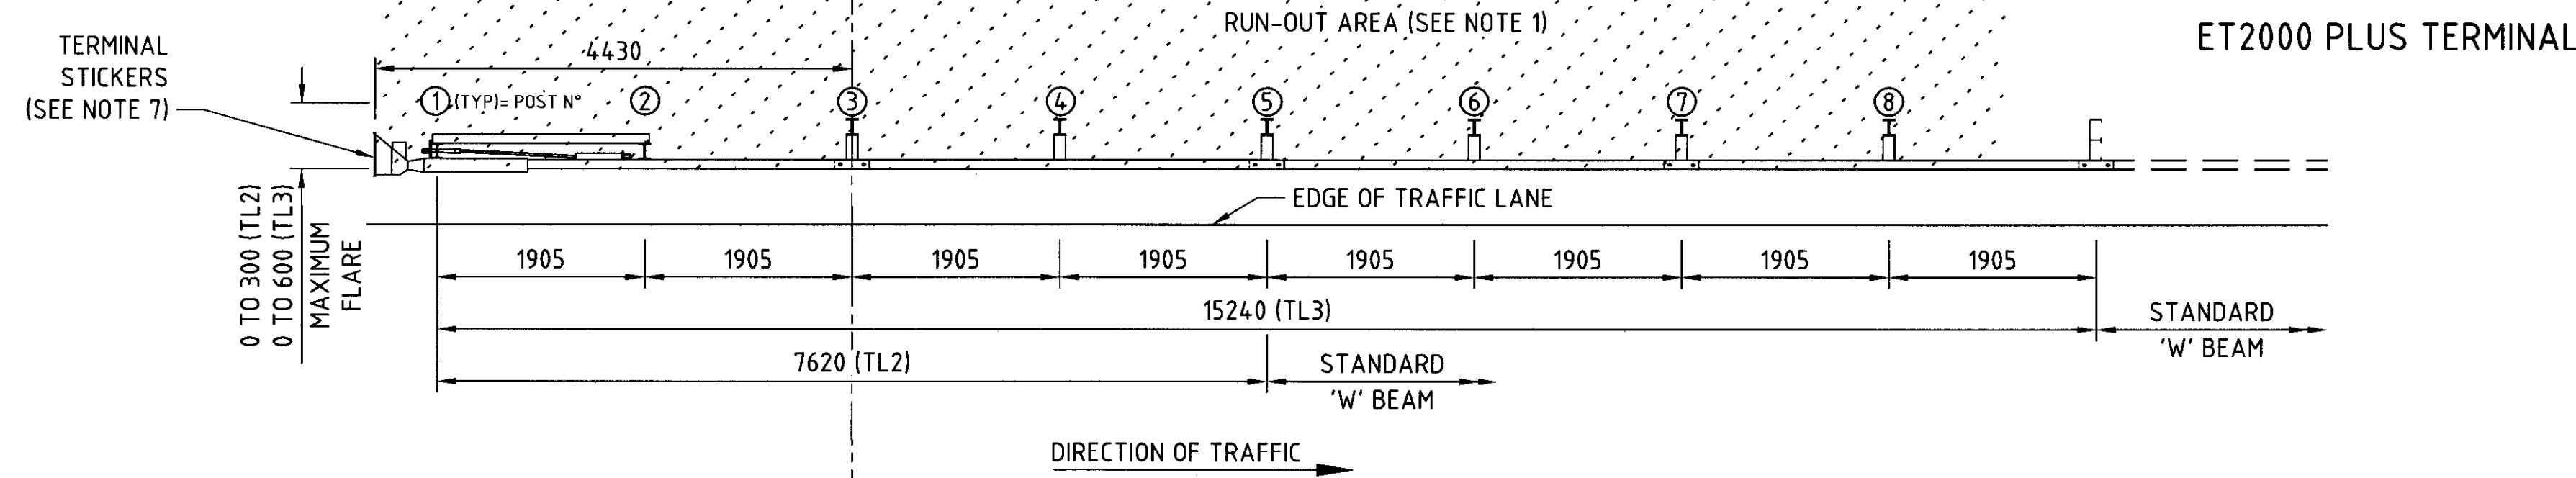 RUN-OUT AREA (SEE NOTE 1)
ET2000 PLUS TERMINAL
TERMINAL
STICKERS
(SEE NOTE 7)
4430
1 (TYP)= POST Nº
2
3
4
5
6
7
8
0 TO 300 (TL2)
0 TO 600 (TL3)
MAXIMUM
FLARE
EDGE OF TRAFFIC LANE
1905 1905 1905 1905 1905 1905 1905 1905
15240 (TL3)
STANDARD
'W' BEAM
7620 (TL2)
STANDARD
'W' BEAM
DIRECTION OF TRAFFIC